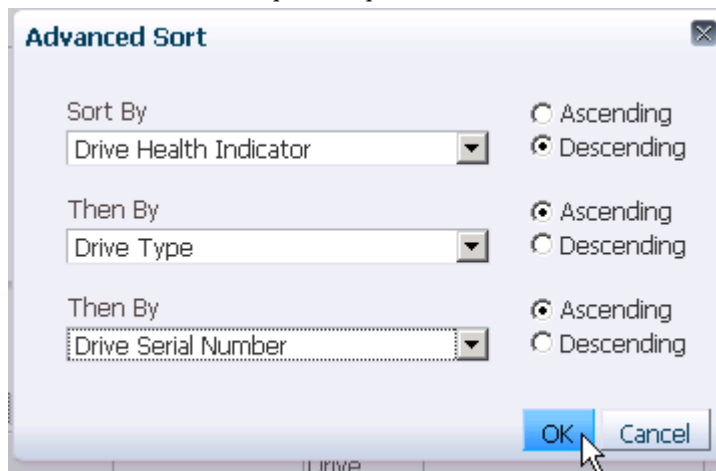 Advanced Sort
Sort By
Ascending
Drive Health Indicator
Descending
Then By
Ascending
Drive Type
Descending
Then By
Ascending
Drive Serial Number
Descending
OK
Cancel
Drive